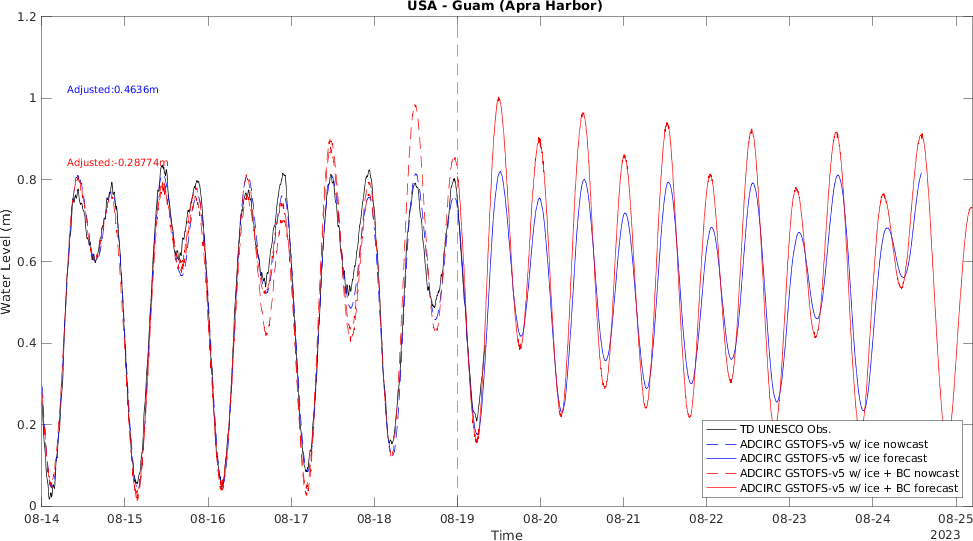 USA - Guam (Apra Harbor)
1.2
1
0.8
0.6
0.4
0.2
0
Water Level (m)
Adjusted:0.4636m
Adjusted:-0.28774m
TD UNESCO Obs.
ADCIRC GSTOFS-v5 w/ ice nowcast
ADCIRC GSTOFS-v5 w/ ice forecast
ADCIRC GSTOFS-v5 w/ ice + BC nowcast
ADCIRC GSTOFS-v5 w/ ice + BC forecast
08-14 08-15 08-16 08-17 08-18 08-19 08-20 08-21 08-22 08-23 08-24 08-25
Time
2023